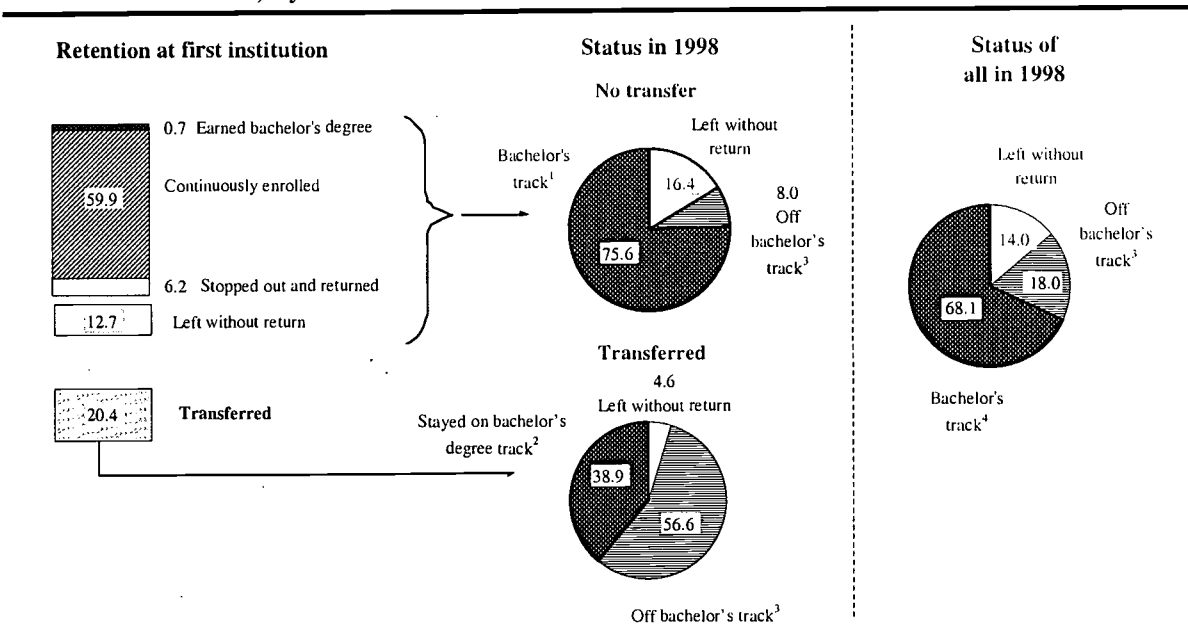 Retention at first institution
0.7 Earned bachelor's degree
59.9
Continuously enrolled
6.2 Stopped out and returned
12.7
Left without return
20.4
Transferred
Status in 1998
No transfer
Left without
return
Bachelor's
track¹
16.4
8.0
Off
bachelor's
track³
75.6
Transferred
4.6
Left without return
Stayed on bachelor's
degree track²
38.9
56.6
Off bachelor's track³
Status of
all in 1998
Left without
return
Off
bachelor's
track³
14.0
18.0
68.1
Bachelor's
track⁴